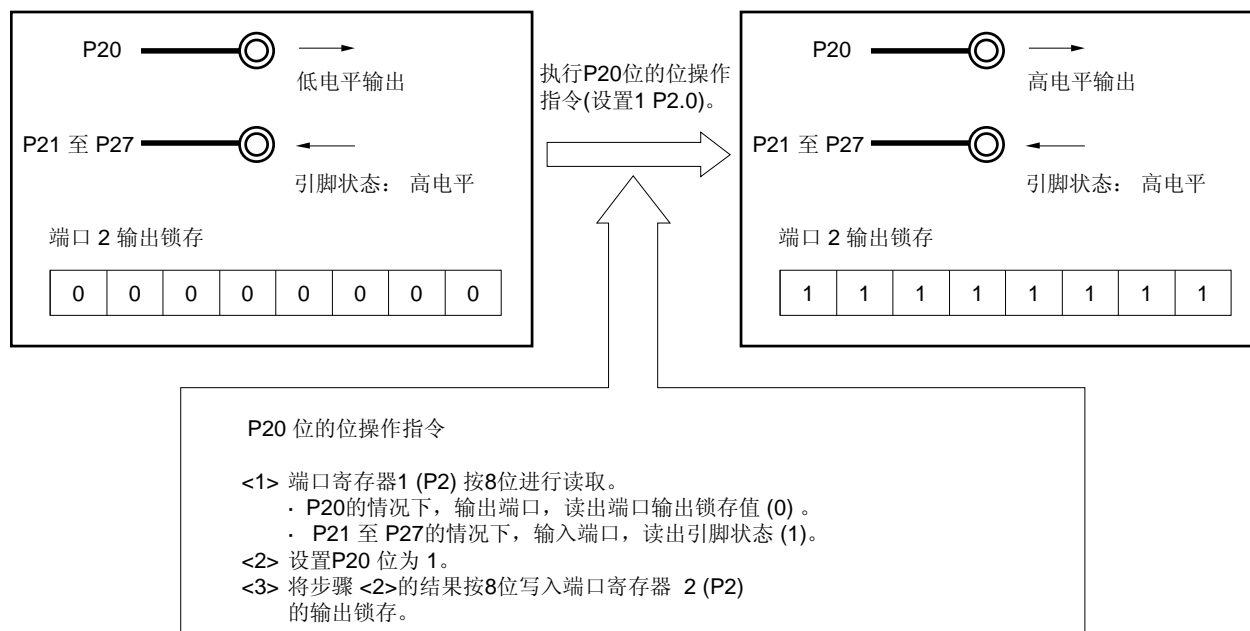 P20
低电平输出
P21 至 P27
引脚状态： 高电平
端口 2 输出锁存
0 0 0 0 0 0 0 0
执行P20位的位操作
指令(设置1 P2.0)。
P20
高电平输出
P21 至 P27
引脚状态： 高电平
端口 2 输出锁存
1 1 1 1 1 1 1 1
P20 位的位操作指令
<1> 端口寄存器1 (P2) 按8位进行读取。
· P20的情况下，输出端口，读出端口输出锁存值 (0) 。
· P21 至 P27的情况下，输入端口，读出引脚状态 (1)。
<2> 设置P20 位为 1。
<3> 将步骤 <2>的结果按8位写入端口寄存器 2 (P2)
的输出锁存。